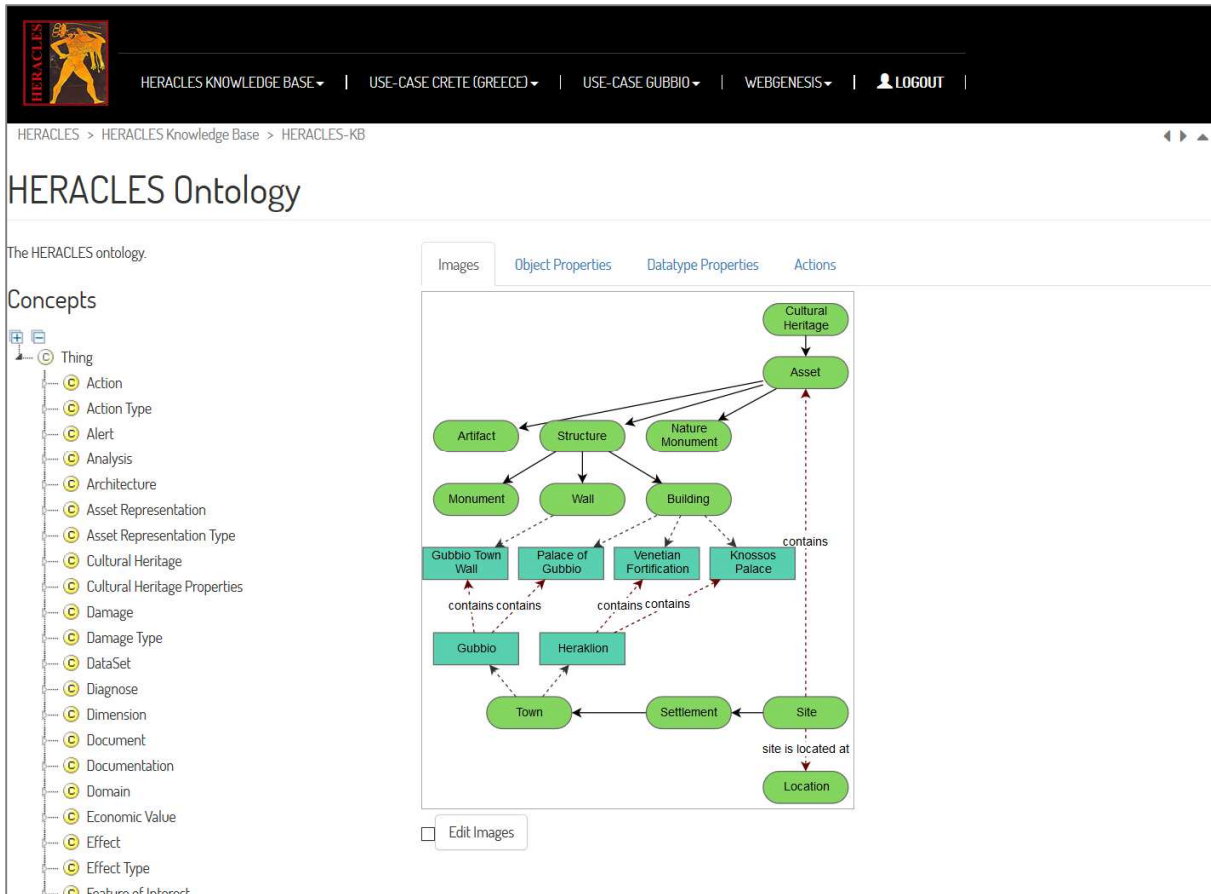 HERACLES
HERACLES KNOWLEDGE BASE | USE-CASE CRETE (GREECE) | USE-CASE GUBBIO | WEBGENESIS | LOGOUT |
HERACLES > HERACLES Knowledge Base > HERACLES-KB
HERACLES Ontology
The HERACLES ontology.
Concepts
Thing
Action
Action Type
Alert
Analysis
Architecture
Asset Representation
Asset Representation Type
Cultural Heritage
Cultural Heritage Properties
Damage
Damage Type
DataSet
Diagnose
Dimension
Document
Documentation
Domain
Economic Value
Effect
Effect Type
Feature of Interest
Images Object Properties Datatype Properties Actions
Cultural
Heritage
Asset
Artifact
Structure
Nature
Monument
Monument
Wall
Building
contains
Gubbio Town
Wall
Palace of
Gubbio
Venetian
Fortification
Knossos
Palace
contains contains
contains contains
Gubbio
Heraklion
Town
Settlement
Site
site is located at
Location
Edit Images